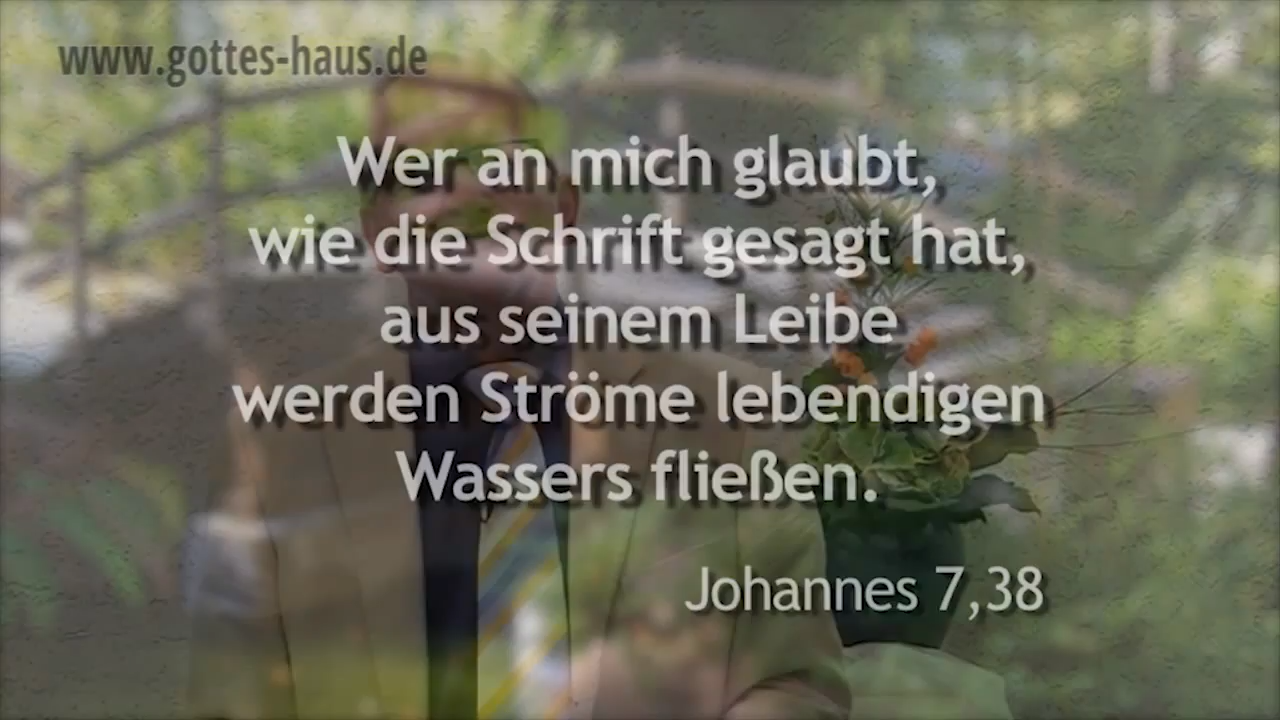 www.gottes-haus.de
Wer an mich glaubt,
wie die Schrift gesagt hat,
aus seinem Leibe
werden Ströme lebendigen
Wassers fließen.
Johannes 7,38